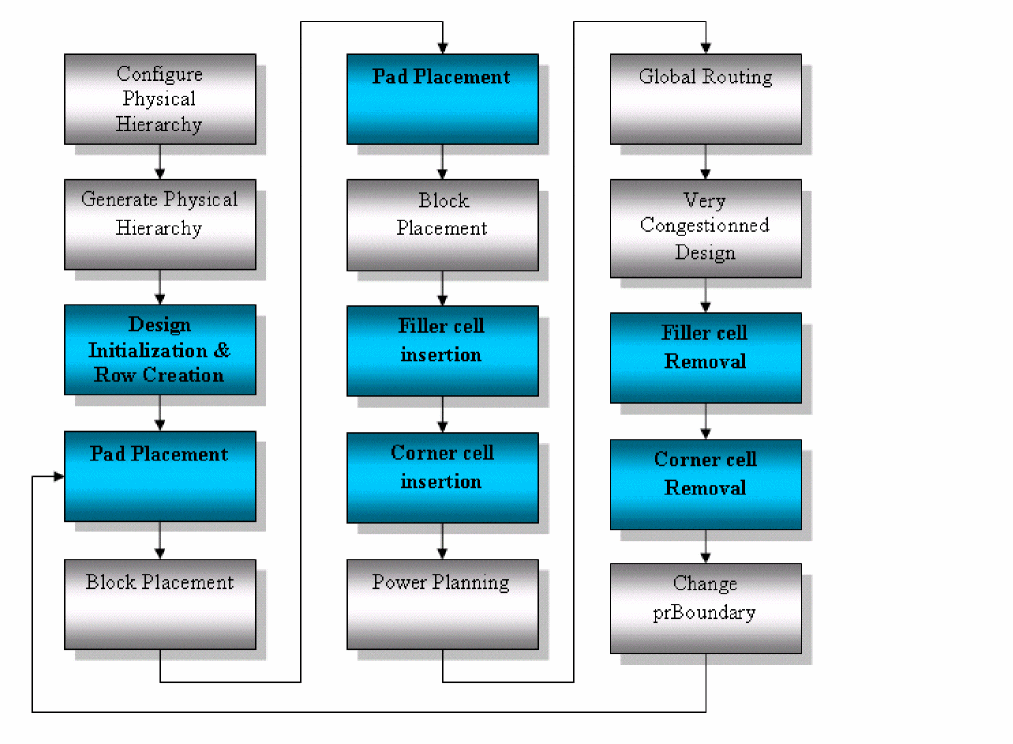 Configure
Physical
Hierarchy
Generate Physical
Hierarchy
Design
Initialization &
Row Creation
Pad Placement
Block Placement
Pad Placement
Block
Placement
Filler cell
insertion
Corner cell
insertion
Power Planning
Global Routing
Very
Congestionned
Design
Filler cell
Removal
Corner cell
Removal
Change
prBoundary